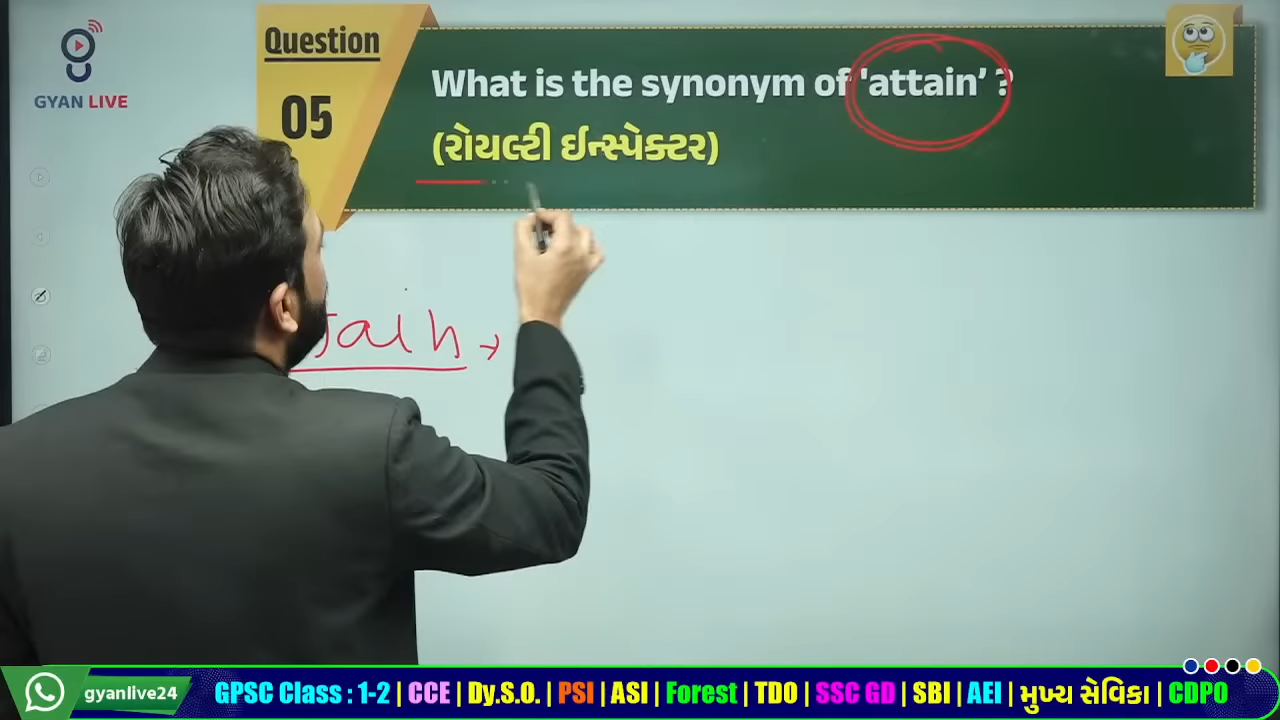 GYAN LIVE
Question
05
What is the synonym of 'attain' ?
(રોયલ્ટી ઈન્સ્પેક્ટર)
gyanlive24
GPSC Class : 1-2 | CCE | Dy.S.O. | PSI | ASI | Forest | TDO | SSC GD | SBI | AEI | મુખ્ય સેવિકા | CDPO